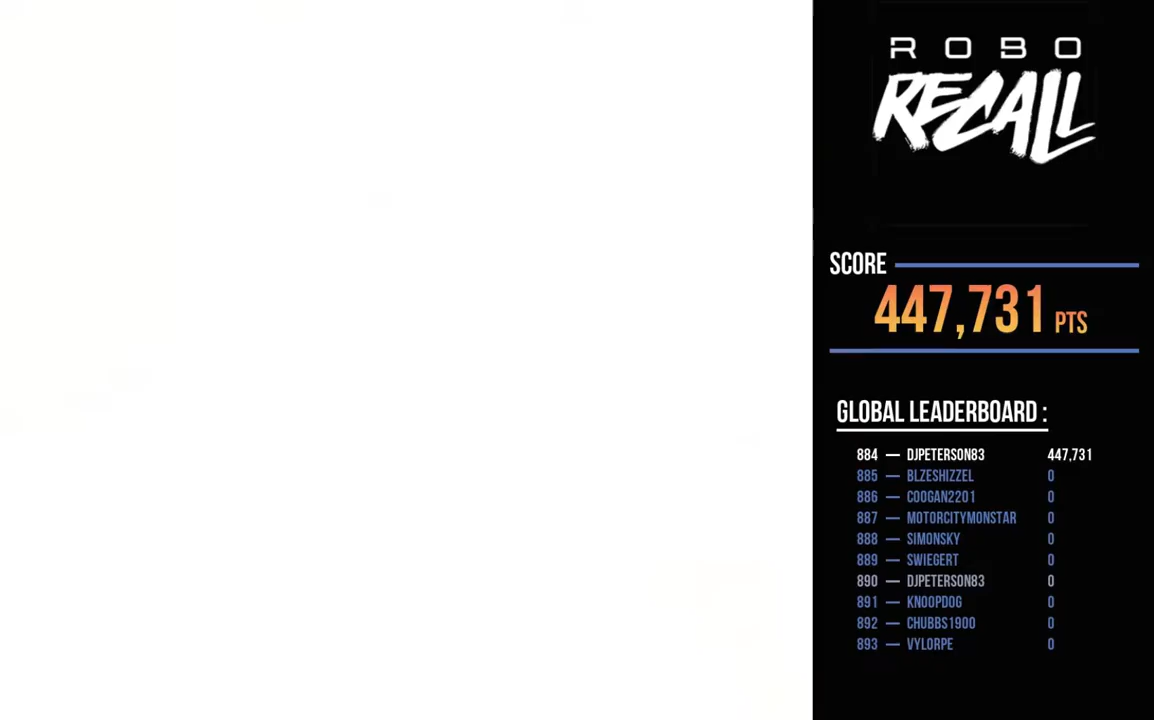 ROBO
RECALL
SCORE
447,731 PTS
GLOBAL LEADERBOARD :
884 — DJPETERSON83 447,731
885 — BLZESHIZZEL 0
886 — COOGAN2201 0
887 — MOTORCITYMONSTAR 0
888 — SIMONSKY 0
889 — SWIEGERT 0
890 — DJPETERSON83 0
891 — KNOOPDOG 0
892 — CHUBBS1900 0
893 — VYLORPE 0